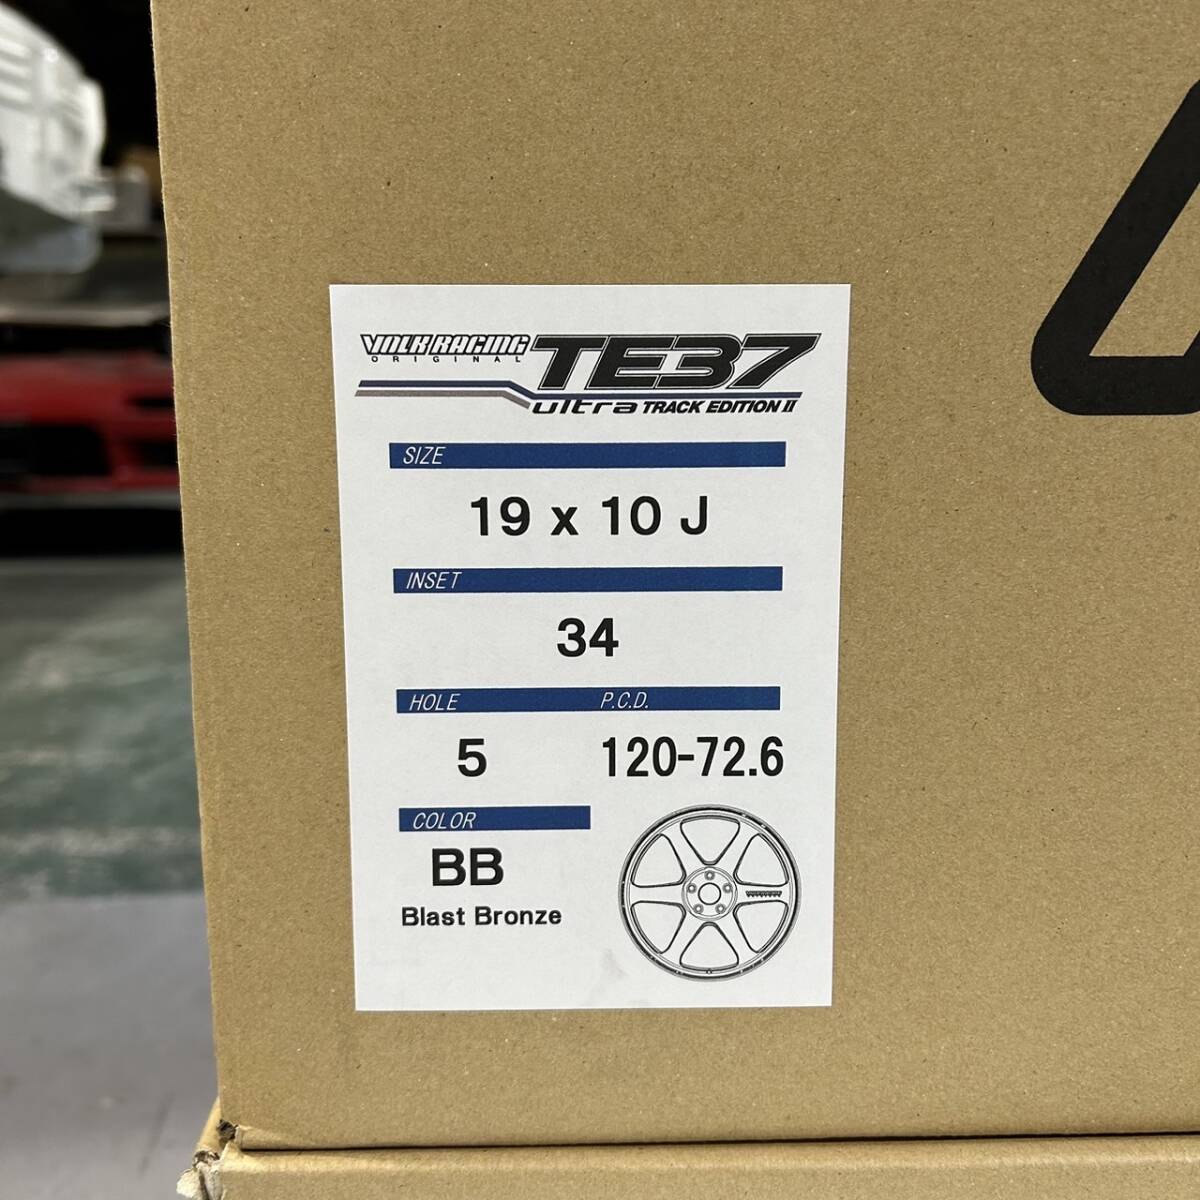 VOLK RACING TE37
ORIGINAL
ultra TRACK EDITION II
SIZE
19 x 10 J
INSET
34
HOLE P.C.D.
5 120-72.6
COLOR
BB
Blast Bronze